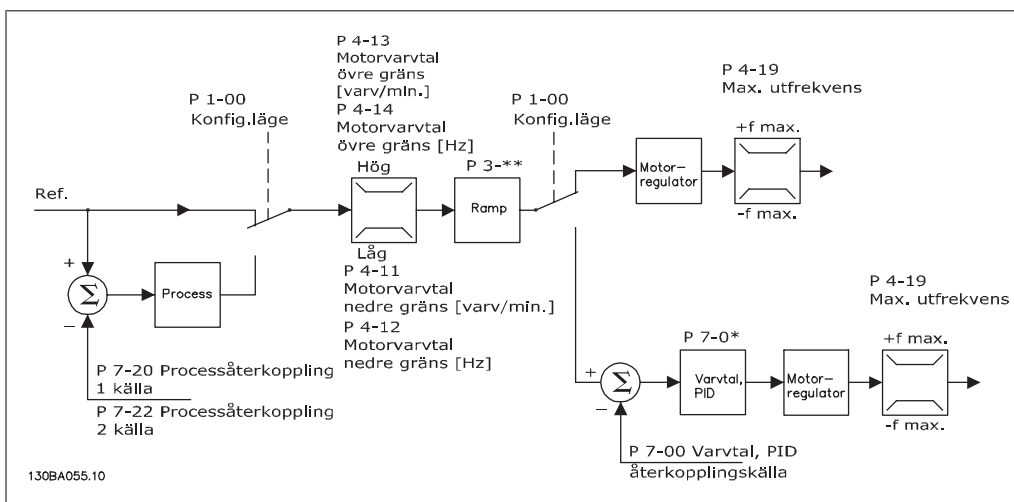 P 4-13
Motorvarvtal
övre gräns
[varv/min.]
P 4-14
Motorvarvtal
övre gräns [Hz]
P 1-00
Konfig.läge
P 1-00
Konfig.läge
P 4-19
Max. utfrekvens
Hög
P 3-**
+f max.
Ref.
Ramp
Motor-
regulator
-f max.
Låg
P 4-11
Motorvarvtal
nedre gräns [varv/min.]
P 4-12
Motorvarvtal
nedre gräns [Hz]
+
Σ
−
Process
P 7-20 Processåterkoppling
1 källa
P 7-22 Processåterkoppling
2 källa
P 4-19
Max. utfrekvens
P 7-0*
+f max.
+
Σ
−
Varvtal,
PID
Motor-
regulator
-f max.
P 7-00 Varvtal, PID
återkopplingskälla
130BA055.10